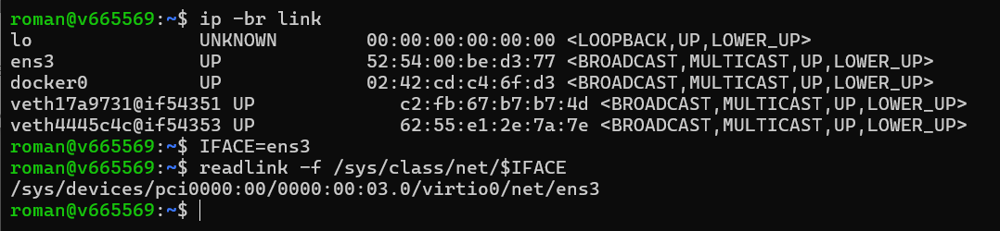 roman@v665569:~$ ip -br link
lo               UNKNOWN        00:00:00:00:00:00 <LOOPBACK,UP,LOWER_UP>
ens3             UP             52:54:00:be:d3:77 <BROADCAST,MULTICAST,UP,LOWER_UP>
docker0          UP             02:42:cd:c4:6f:d3 <BROADCAST,MULTICAST,UP,LOWER_UP>
veth17a9731@if54351 UP             c2:fb:67:b7:b7:4d <BROADCAST,MULTICAST,UP,LOWER_UP>
veth4445c4c@if54353 UP             62:55:e1:2e:7a:7e <BROADCAST,MULTICAST,UP,LOWER_UP>
roman@v665569:~$ IFACE=ens3
roman@v665569:~$ readlink -f /sys/class/net/$IFACE
/sys/devices/pci0000:00/0000:00:03.0/virtio0/net/ens3
roman@v665569:~$